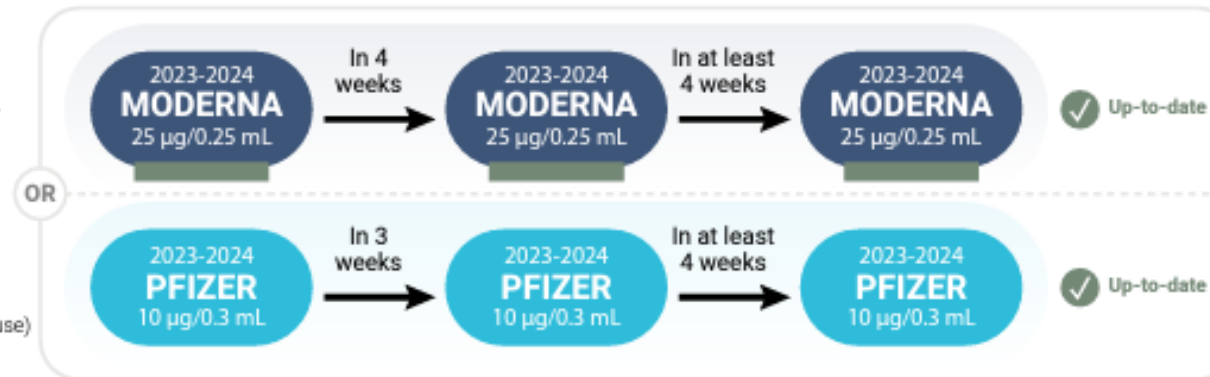 In 4
weeks
In at least
4 weeks
2023-2024
MODERNA
25 µg/0.25 mL
2023-2024
MODERNA
25 µg/0.25 mL
2023-2024
MODERNA
25 µg/0.25 mL
Up-to-date
OR
In 3
weeks
In at least
4 weeks
2023-2024
PFIZER
10 µg/0.3 mL
2023-2024
PFIZER
10 µg/0.3 mL
2023-2024
PFIZER
10 µg/0.3 mL
Up-to-date